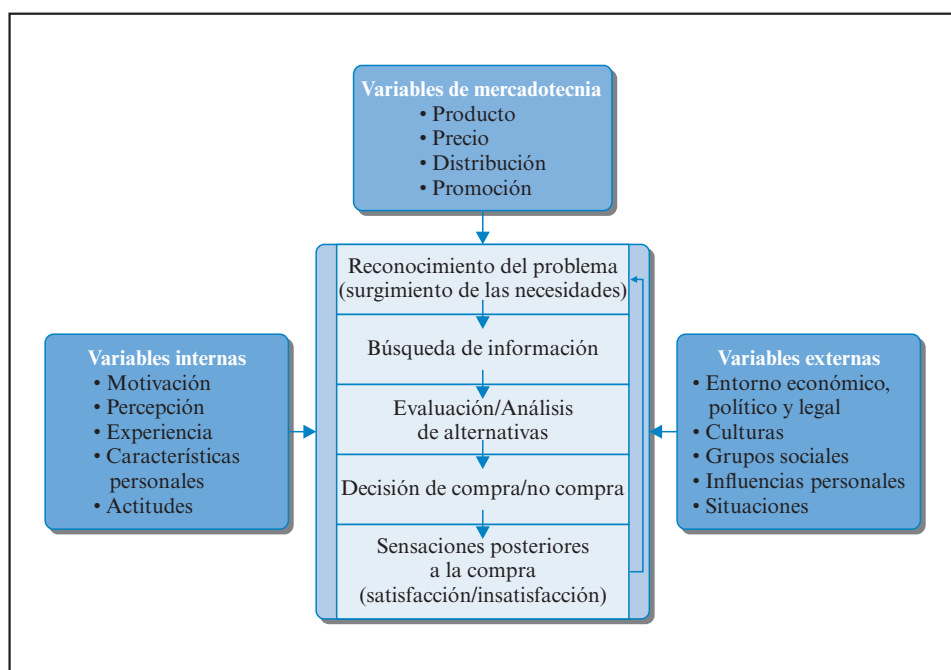 Variables de mercadotecnia
• Producto
• Precio
• Distribución
• Promoción
Reconocimiento del problema
(surgimiento de las necesidades)
Búsqueda de información
Evaluación/Análisis
de alternativas
Decisión de compra/no compra
Sensaciones posteriores
a la compra
(satisfacción/insatisfacción)
Variables internas
• Motivación
• Percepción
• Experiencia
• Características
personales
• Actitudes
Variables externas
• Entorno económico,
político y legal
• Culturas
• Grupos sociales
• Influencias personales
• Situaciones